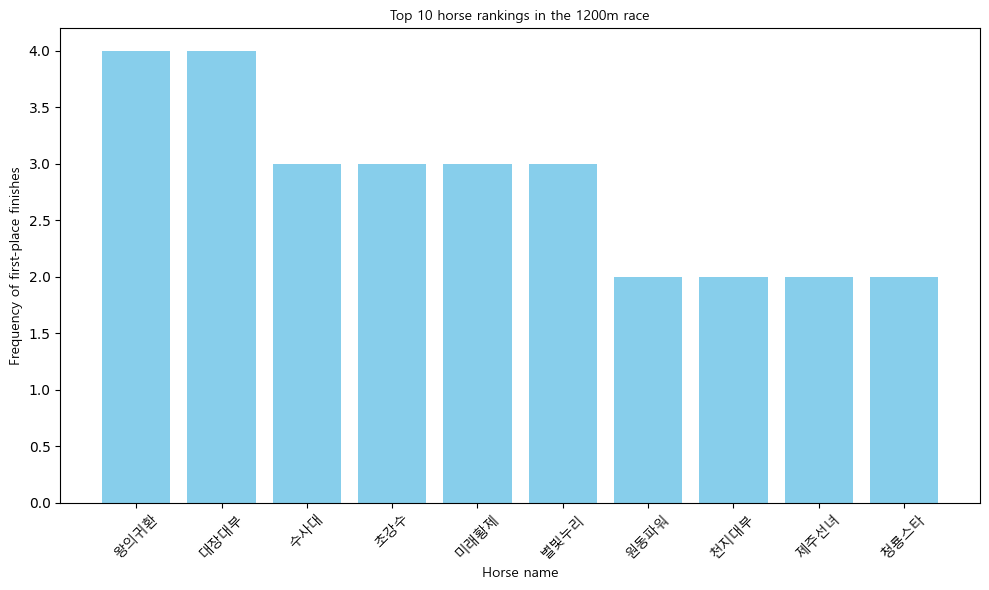 Top 10 horse rankings in the 1200m race
Frequency of first-place finishes
4.0
3.5
3.0
2.5
2.0
1.5
1.0
0.5
0.0
왕의귀환
대장대부
수시대
초강수
미래황제
별빛누리
원동파워
천지대부
제주선녀
청룡스타
Horse name